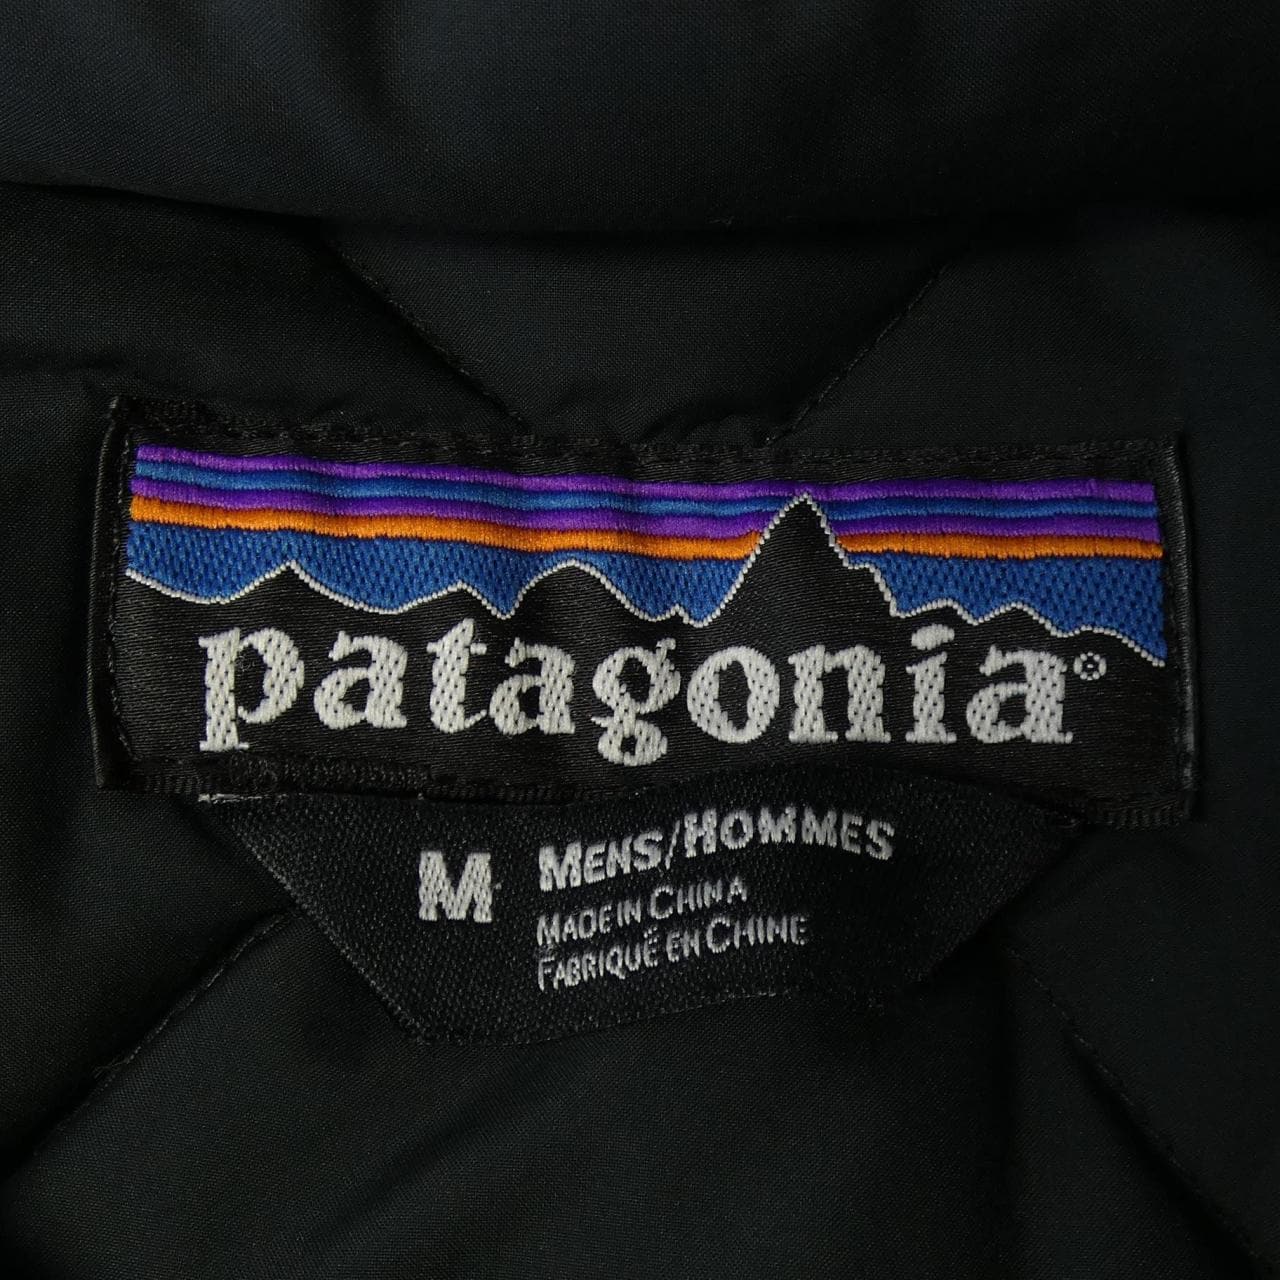 patagonia®
M MENS/HOMMES
MADE IN CHINA
FABRIQUÉ EN CHINE